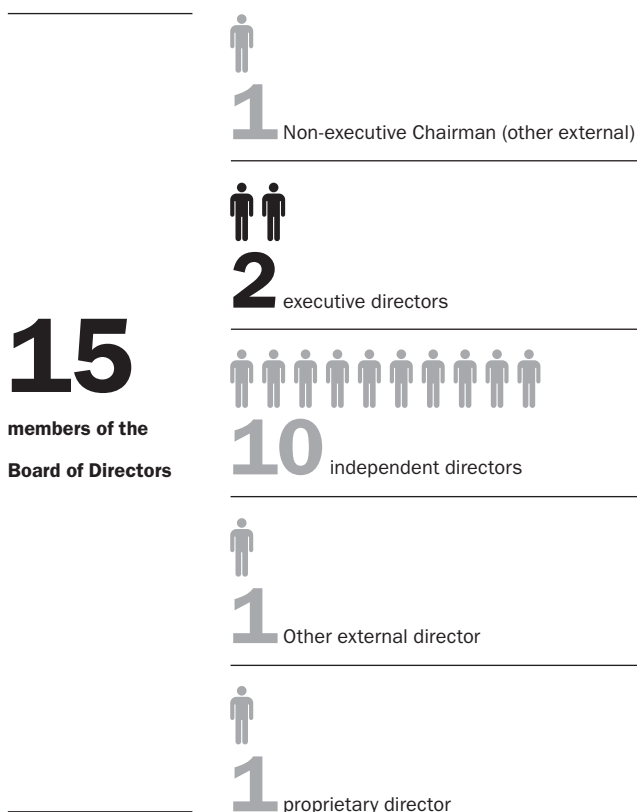 15
members of the
Board of Directors
1 Non-executive Chairman (other external)
2 executive directors
10 independent directors
1 Other external director
1 proprietary director